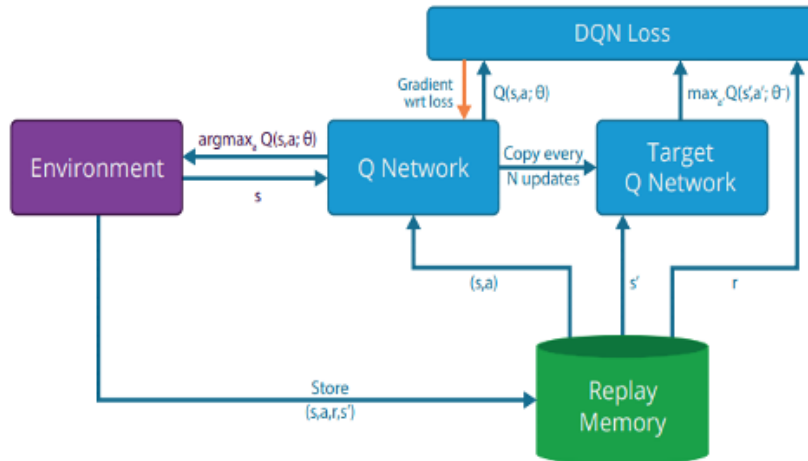 DQN Loss
Gradient
wrt loss
Q(s,a; θ)
maxₐ′ Q(s′,a′; θ⁻)
argmaxₐ Q(s,a; θ)
Environment
s
Q Network
Copy every
N updates
Target
Q Network
(s,a)
s′
r
Store
(s,a,r,s′)
Replay
Memory